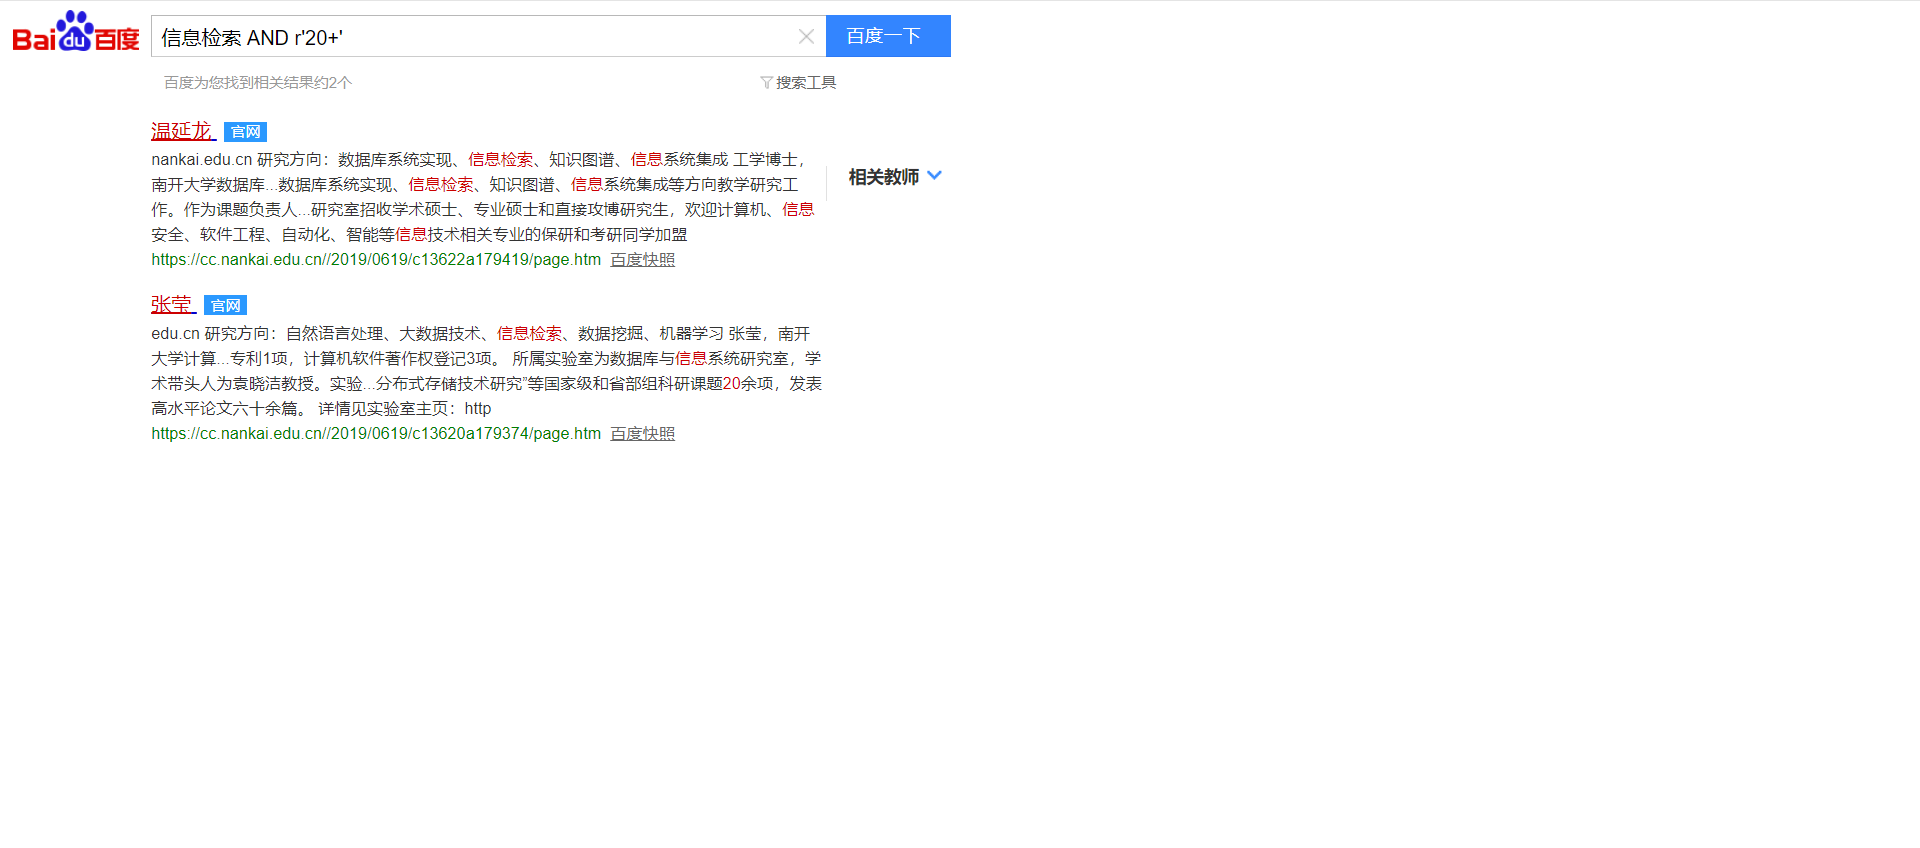 Bai du 百度 信息检索 AND r'20+' 百度一下
百度为您找到相关结果约2个 搜索工具
温延龙 官网
nankai.edu.cn 研究方向：数据库系统实现、信息检索、知识图谱、信息系统集成 工学博士，
南开大学数据库...数据库系统实现、信息检索、知识图谱、信息系统集成等方向教学研究工
作。作为课题负责人...研究室招收学术硕士、专业硕士和直接攻博研究生，欢迎计算机、信息
安全、软件工程、自动化、智能等信息技术相关专业的保研和考研同学加盟
https://cc.nankai.edu.cn//2019/0619/c13622a179419/page.htm 百度快照
相关教师
张莹 官网
edu.cn 研究方向：自然语言处理、大数据技术、信息检索、数据挖掘、机器学习 张莹，南开
大学计算...专利1项，计算机软件著作权登记3项。 所属实验室为数据库与信息系统研究室，学
术带头人为袁晓洁教授。实验...分布式存储技术研究”等国家级和省部组科研课题20余项，发表
高水平论文六十余篇。 详情见实验室主页：http
https://cc.nankai.edu.cn//2019/0619/c13620a179374/page.htm 百度快照